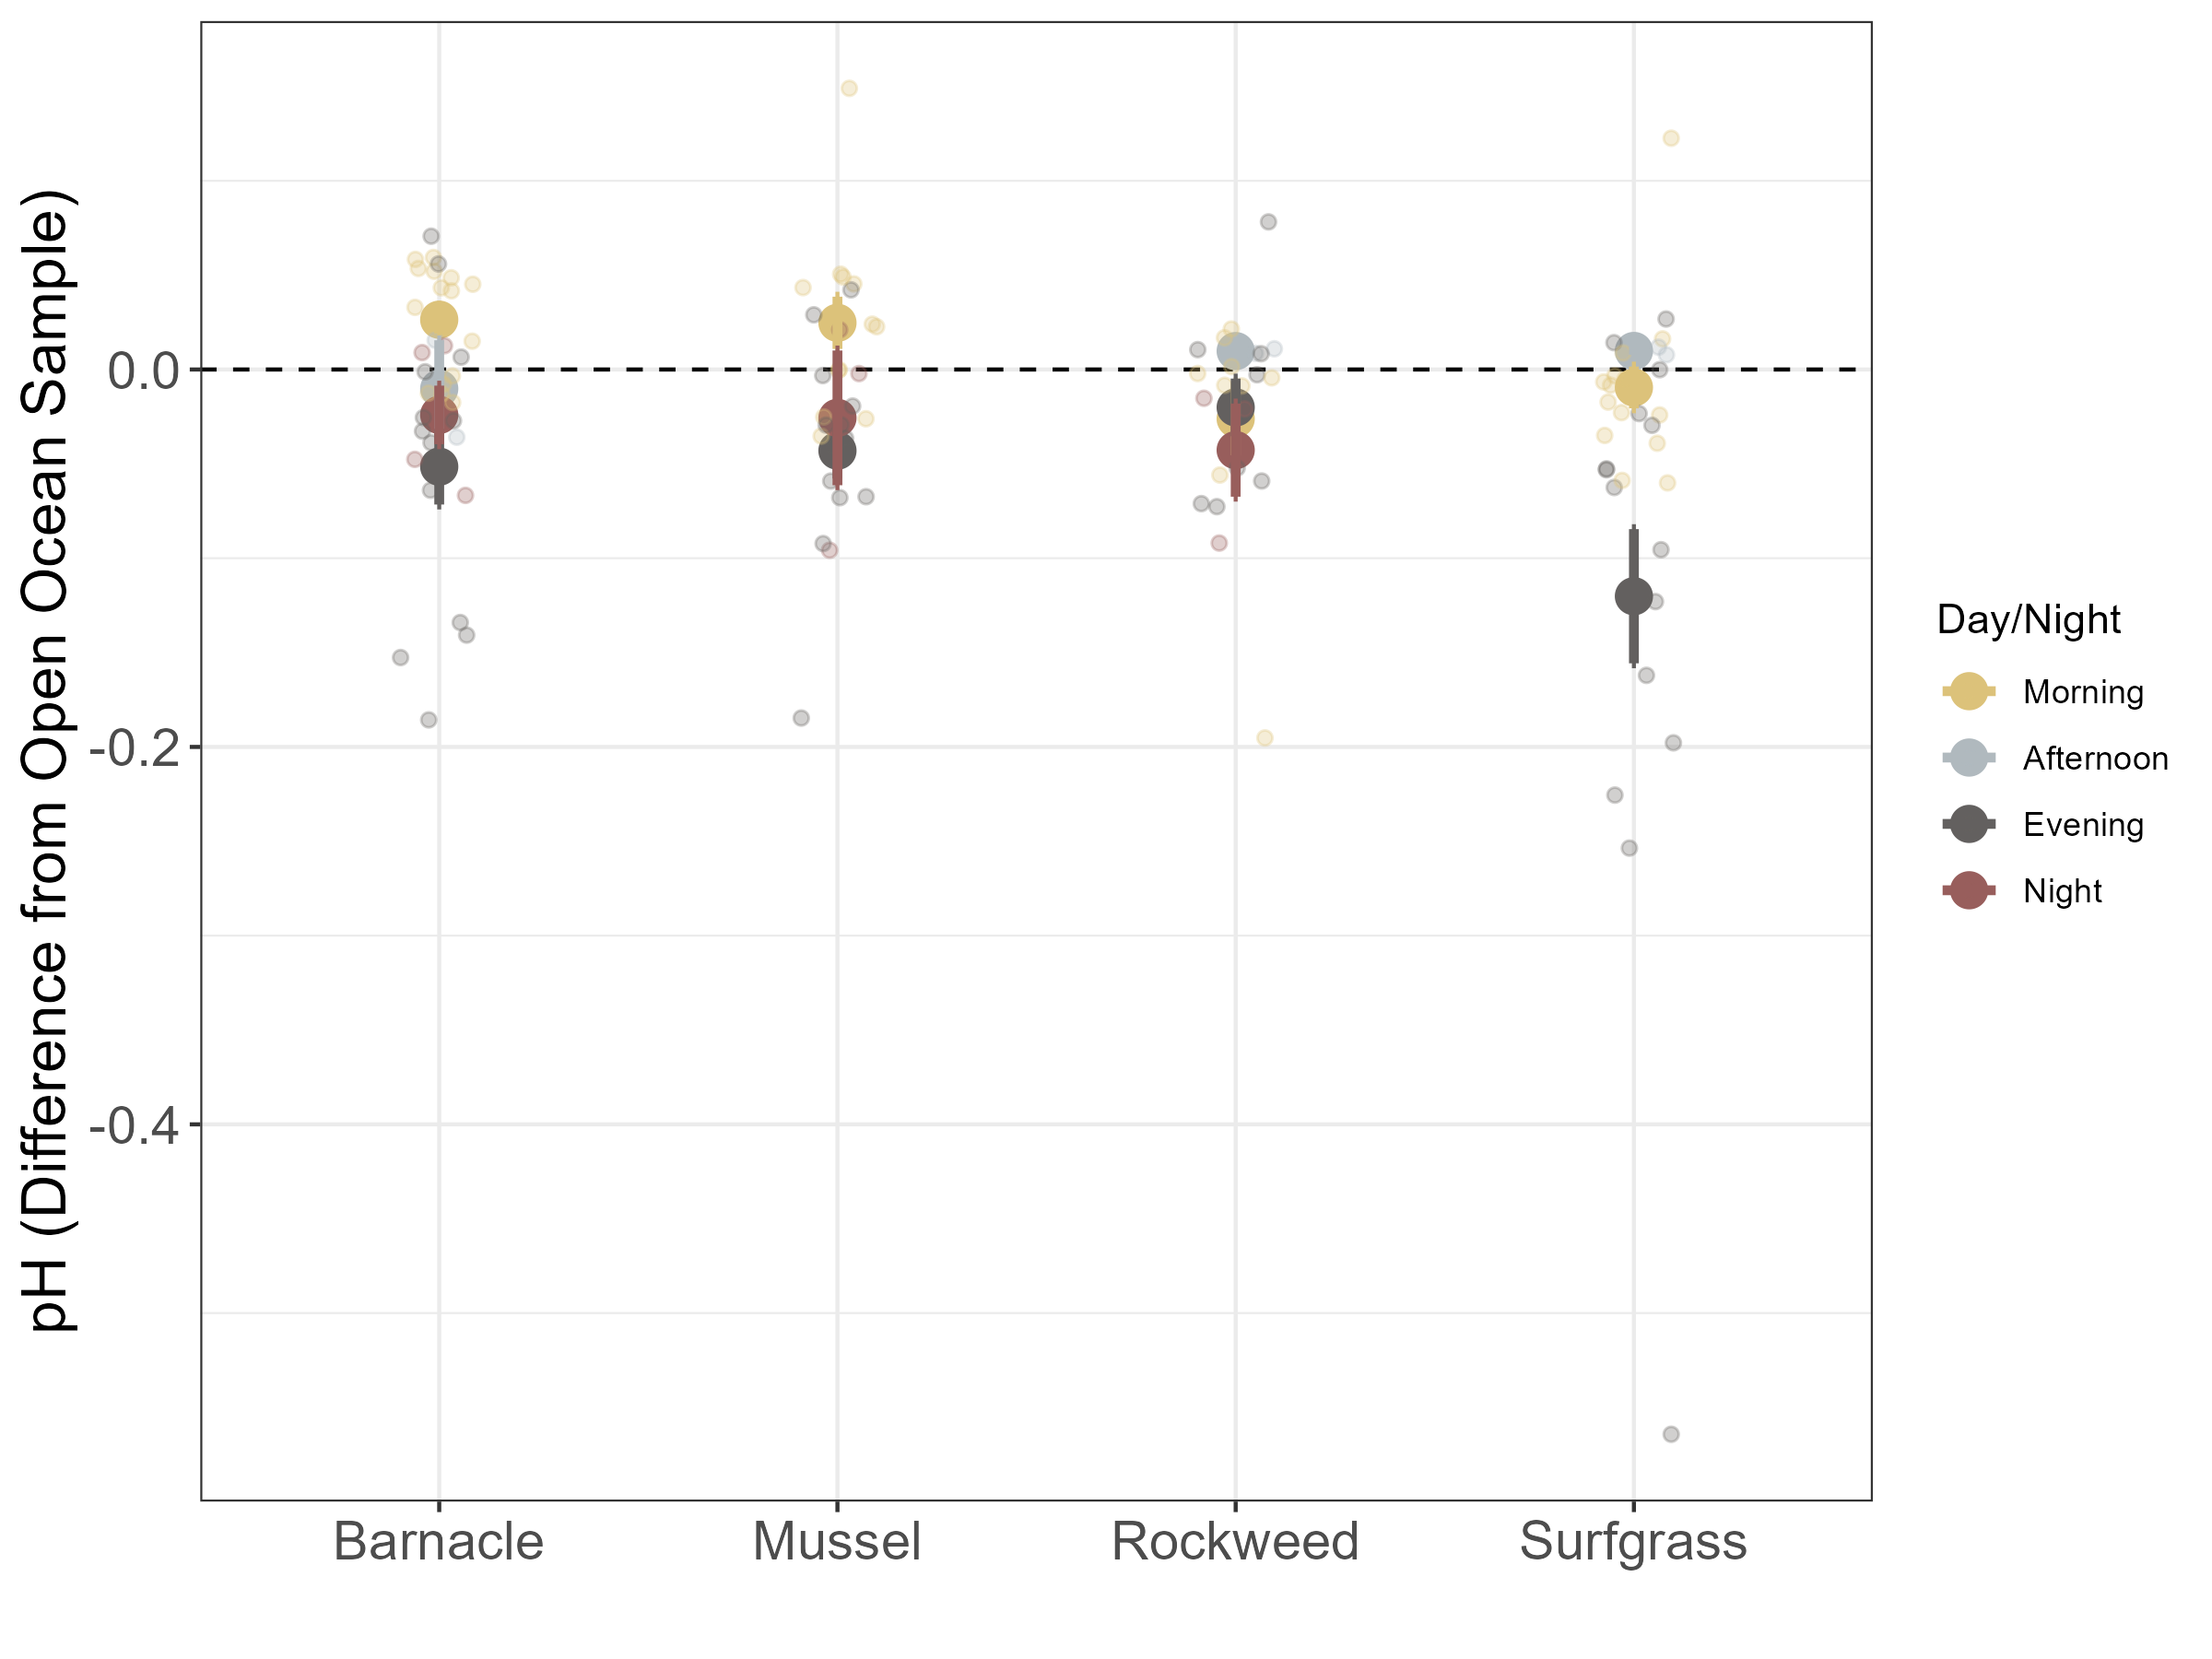 pH (Difference from Open Ocean Sample)
0.0
-0.2
-0.4
Barnacle
Mussel
Rockweed
Surfgrass
Day/Night
Morning
Afternoon
Evening
Night